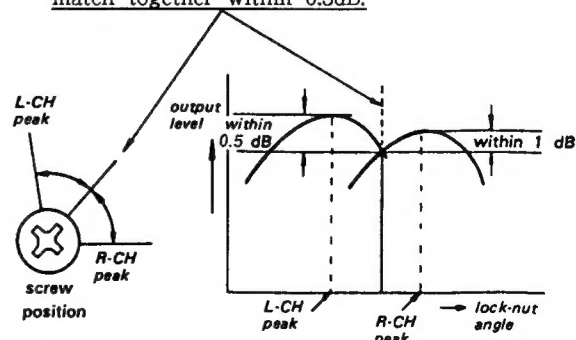 match together within 0.5dB.
L-CH
peak
R-CH
peak
screw
position
output
level
within
0.5 dB
within 1 dB
L-CH
peak
R-CH
peak
lock-nut
angle